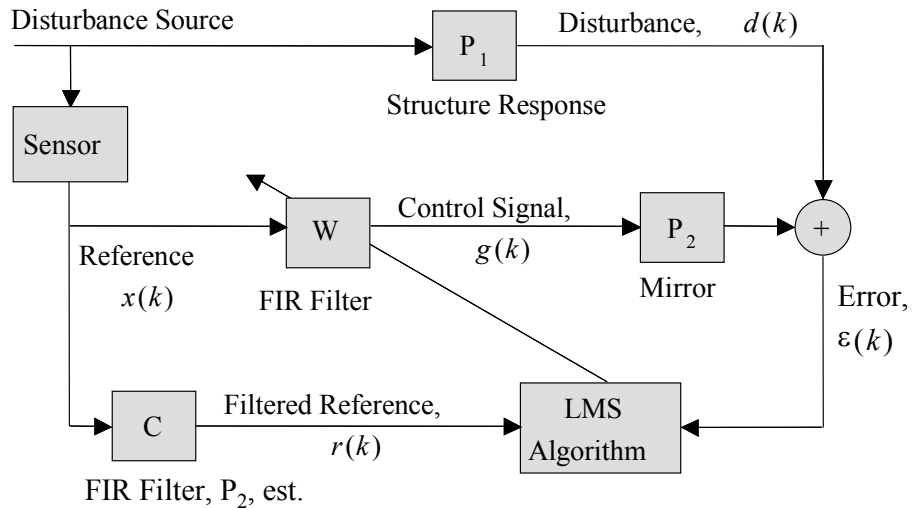 Disturbance Source
P₁
Disturbance, d(k)
Structure Response
Sensor
W
Control Signal,
g(k)
P₂
+
Reference
x(k)
FIR Filter
Mirror
Error,
ε(k)
C
Filtered Reference,
r(k)
LMS
Algorithm
FIR Filter, P₂, est.